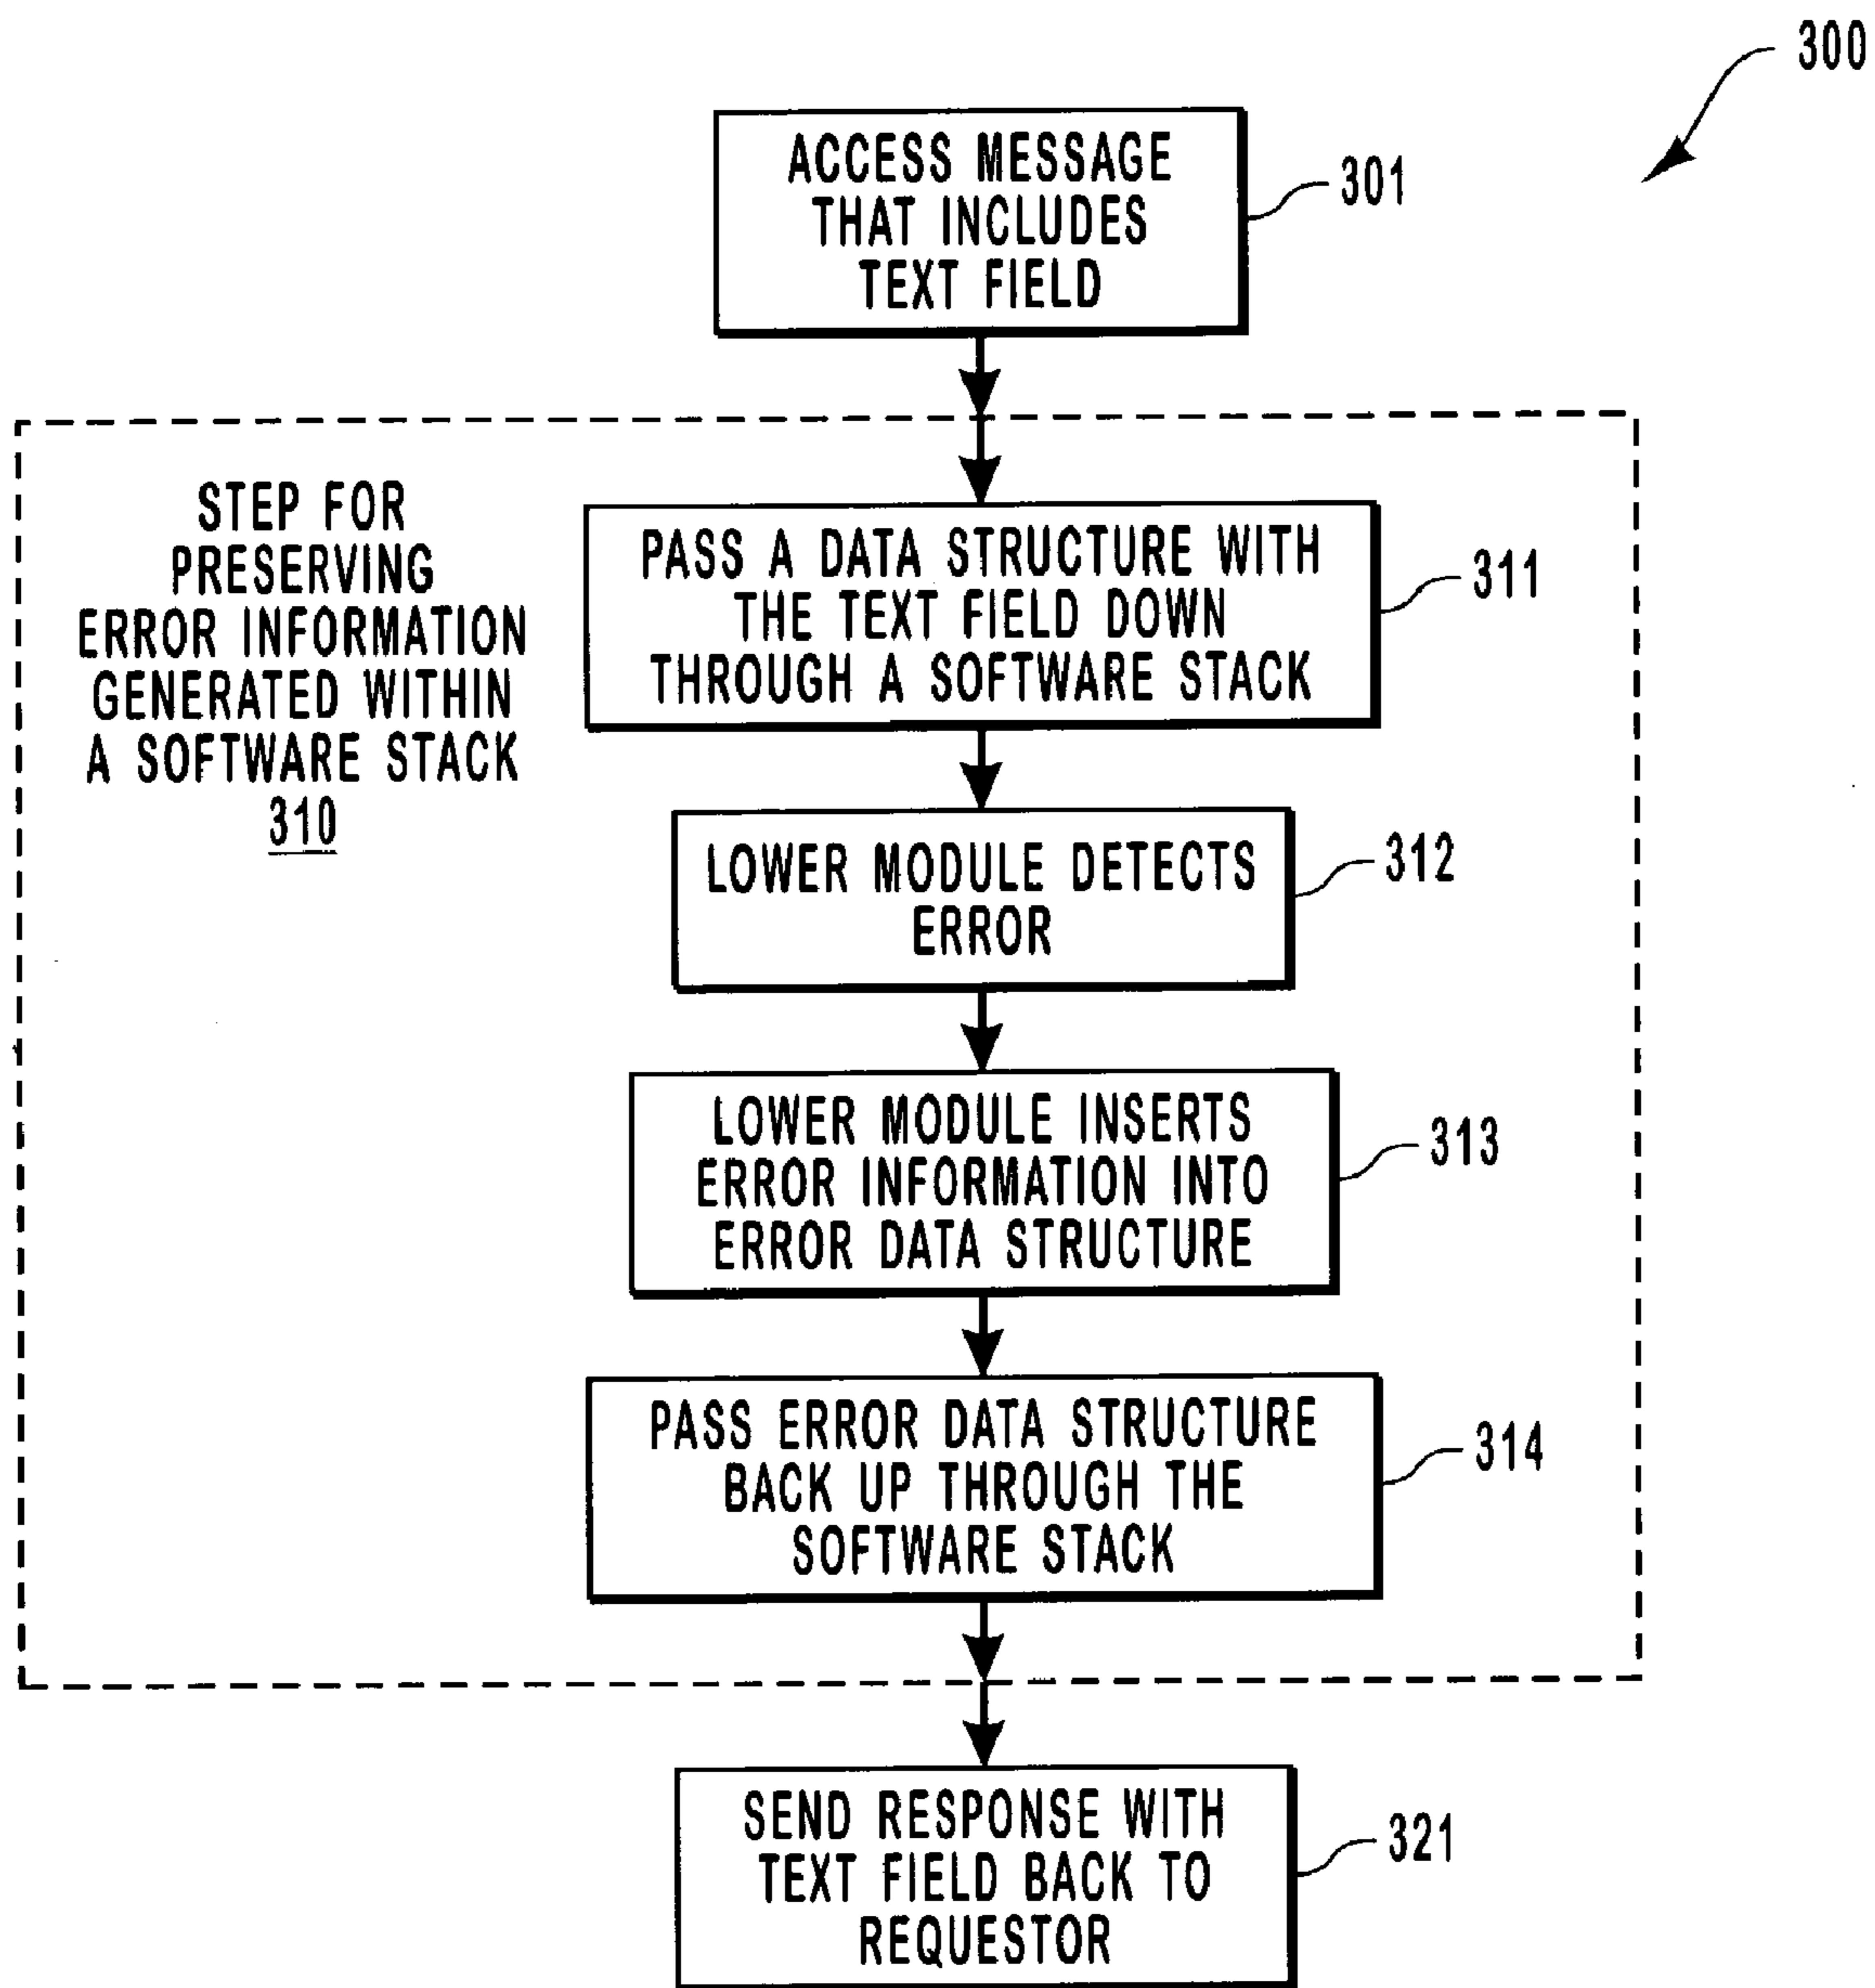 300
ACCESS MESSAGE
THAT INCLUDES
TEXT FIELD
301
STEP FOR
PRESERVING
ERROR INFORMATION
GENERATED WITHIN
A SOFTWARE STACK
310
PASS A DATA STRUCTURE WITH
THE TEXT FIELD DOWN
THROUGH A SOFTWARE STACK
311
LOWER MODULE DETECTS
ERROR
312
LOWER MODULE INSERTS
ERROR INFORMATION INTO
ERROR DATA STRUCTURE
313
PASS ERROR DATA STRUCTURE
BACK UP THROUGH THE
SOFTWARE STACK
314
SEND RESPONSE WITH
TEXT FIELD BACK TO
REQUESTOR
321